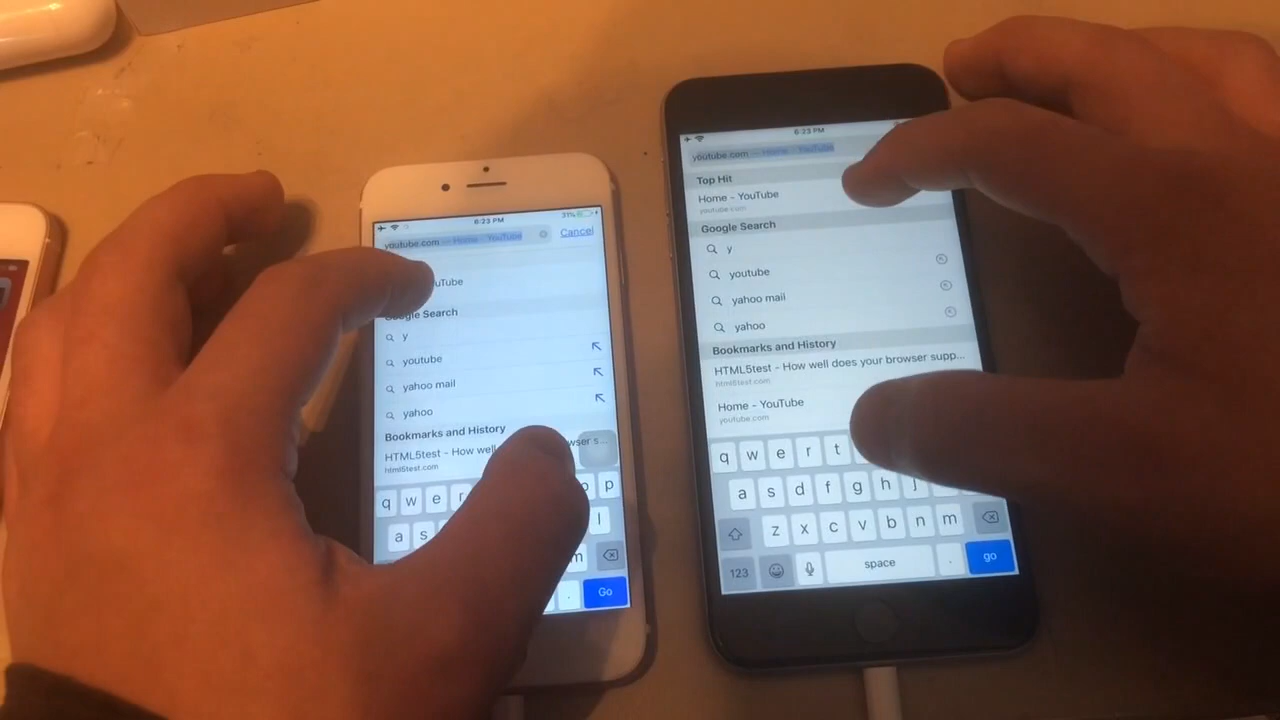 6:23 PM
31%
youtube.com — Home - YouTube
Cancel
uTube
Google Search
y
youtube
yahoo mail
yahoo
Bookmarks and History
HTML5test - How well
wser s...
html5test.com
q w e r
o p
a s
l
m
.
Go
6:23 PM
youtube.com — Home - YouTube
Top Hit
Home - YouTube
youtube.com
Google Search
y
youtube
yahoo mail
yahoo
Bookmarks and History
HTML5test - How well does your browser supp...
html5test.com
Home - YouTube
youtube.com
q w e r t
a s d f g h j
z x c v b n m
123
space
.
go